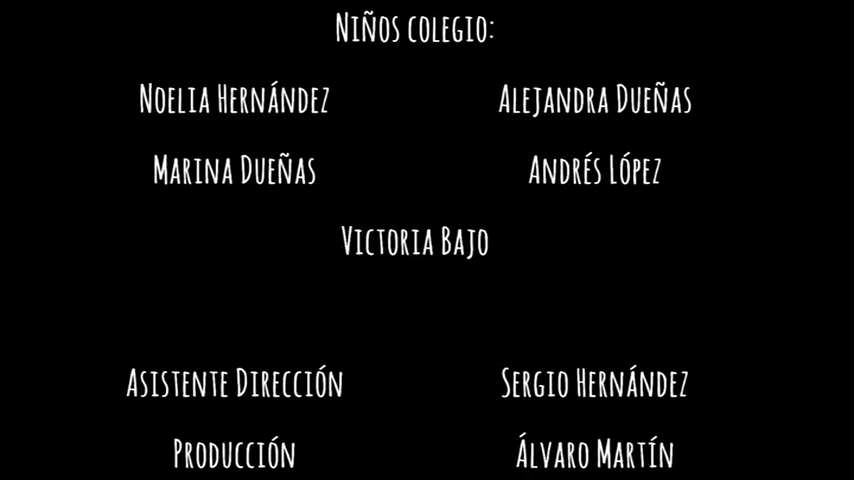 Niños colegio:
Noelia Hernández Alejandra Dueñas
Marina Dueñas Andrés López
Victoria Bajo
Asistente Dirección Sergio Hernández
Producción Álvaro Martín